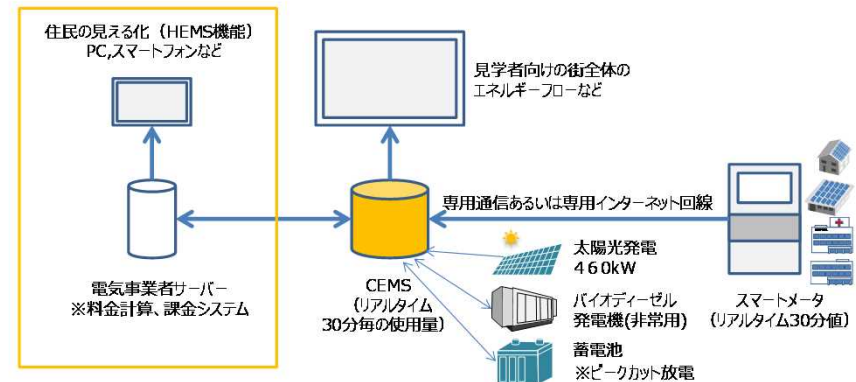 住民の見える化（HEMS機能）
PC,スマートフォンなど
見学者向けの街全体の
エネルギーフローなど
専用通信あるいは専用インターネット回線
電気事業者サーバー
※料金計算、課金システム
CEMS
（リアルタイム
30分毎の使用量）
太陽光発電
４６０kW
バイオディーゼル
発電機(非常用)
蓄電池
※ピークカット放電
スマートメータ
（リアルタイム30分値）